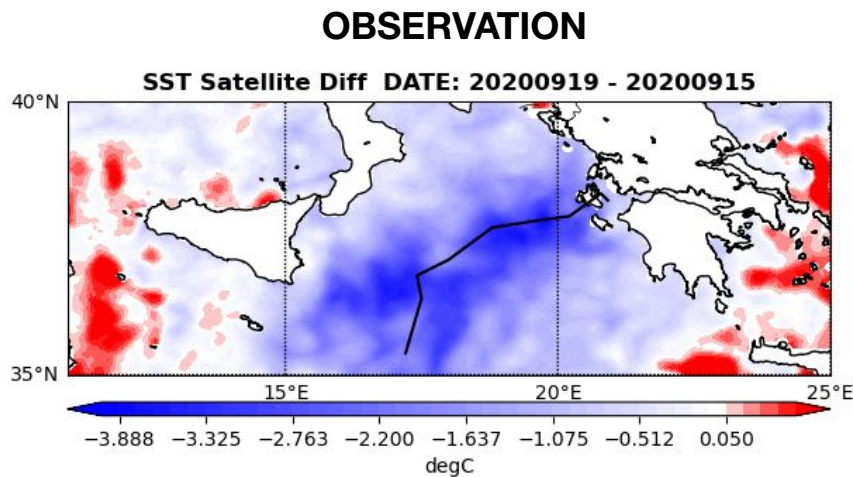 OBSERVATION
SST Satellite Diff DATE: 20200919 - 20200915
40°N
35°N
15°E 20°E 25°E
−3.888 −3.325 −2.763 −2.200 −1.637 −1.075 −0.512 0.050
degC